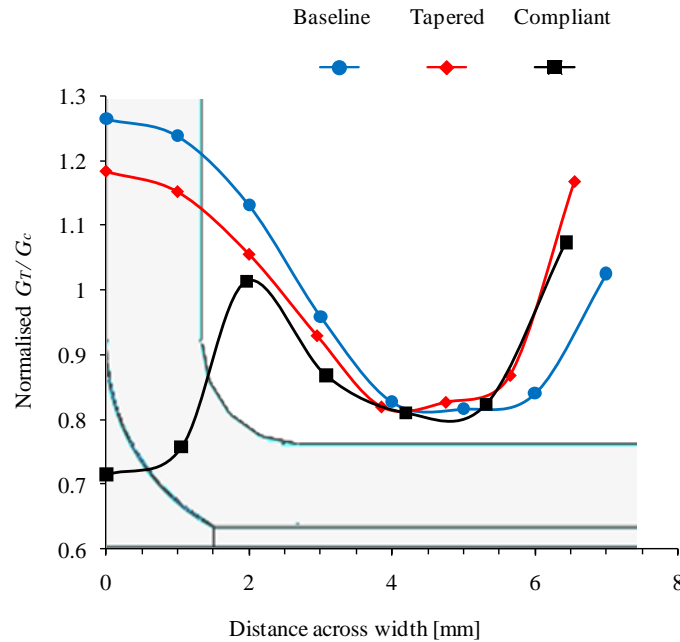 Baseline Tapered Compliant
1.3
1.2
1.1
1
0.9
0.8
0.7
0.6
Normalised GT/ Gc
0 2 4 6 8
Distance across width [mm]